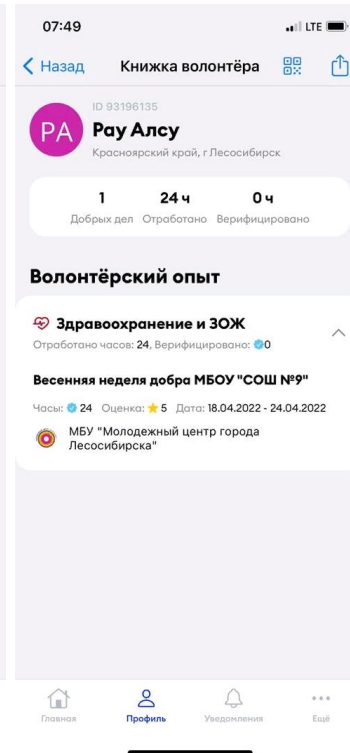 07:49
LTE
Назад
Книжка волонтёра
РА
ID 93196135
Рау Алсу
Красноярский край, г Лесосибирск
1 24 ч 0 ч
Добрых дел Отработано Верифицировано
Волонтёрский опыт
Здравоохранение и ЗОЖ
Отработано часов: 24, Верифицировано: 0
Весенняя неделя добра МБОУ "СОШ №9"
Часы: 24 Оценка: 5 Дата: 18.04.2022 - 24.04.2022
МБУ "Молодежный центр города
Лесосибирска"
Главная Профиль Уведомления Ещё